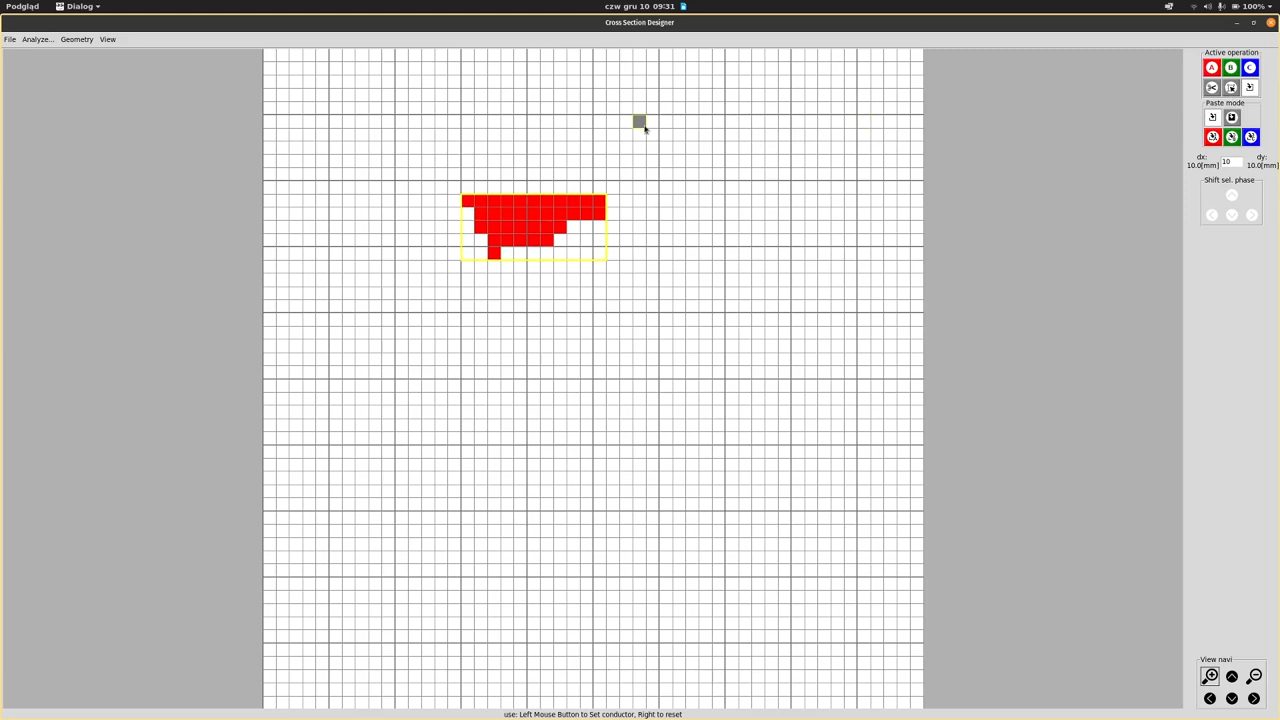 Podgląd Dialog czw gru 10 09:31 100%
Cross Section Designer
File Analyze... Geometry View
Active operation
A B C
Paste mode
dx: 10 dy:
10.0[mm] 10.0[mm]
Shift sel. phase
View navi
use: Left Mouse Button to Set conductor, Right to reset